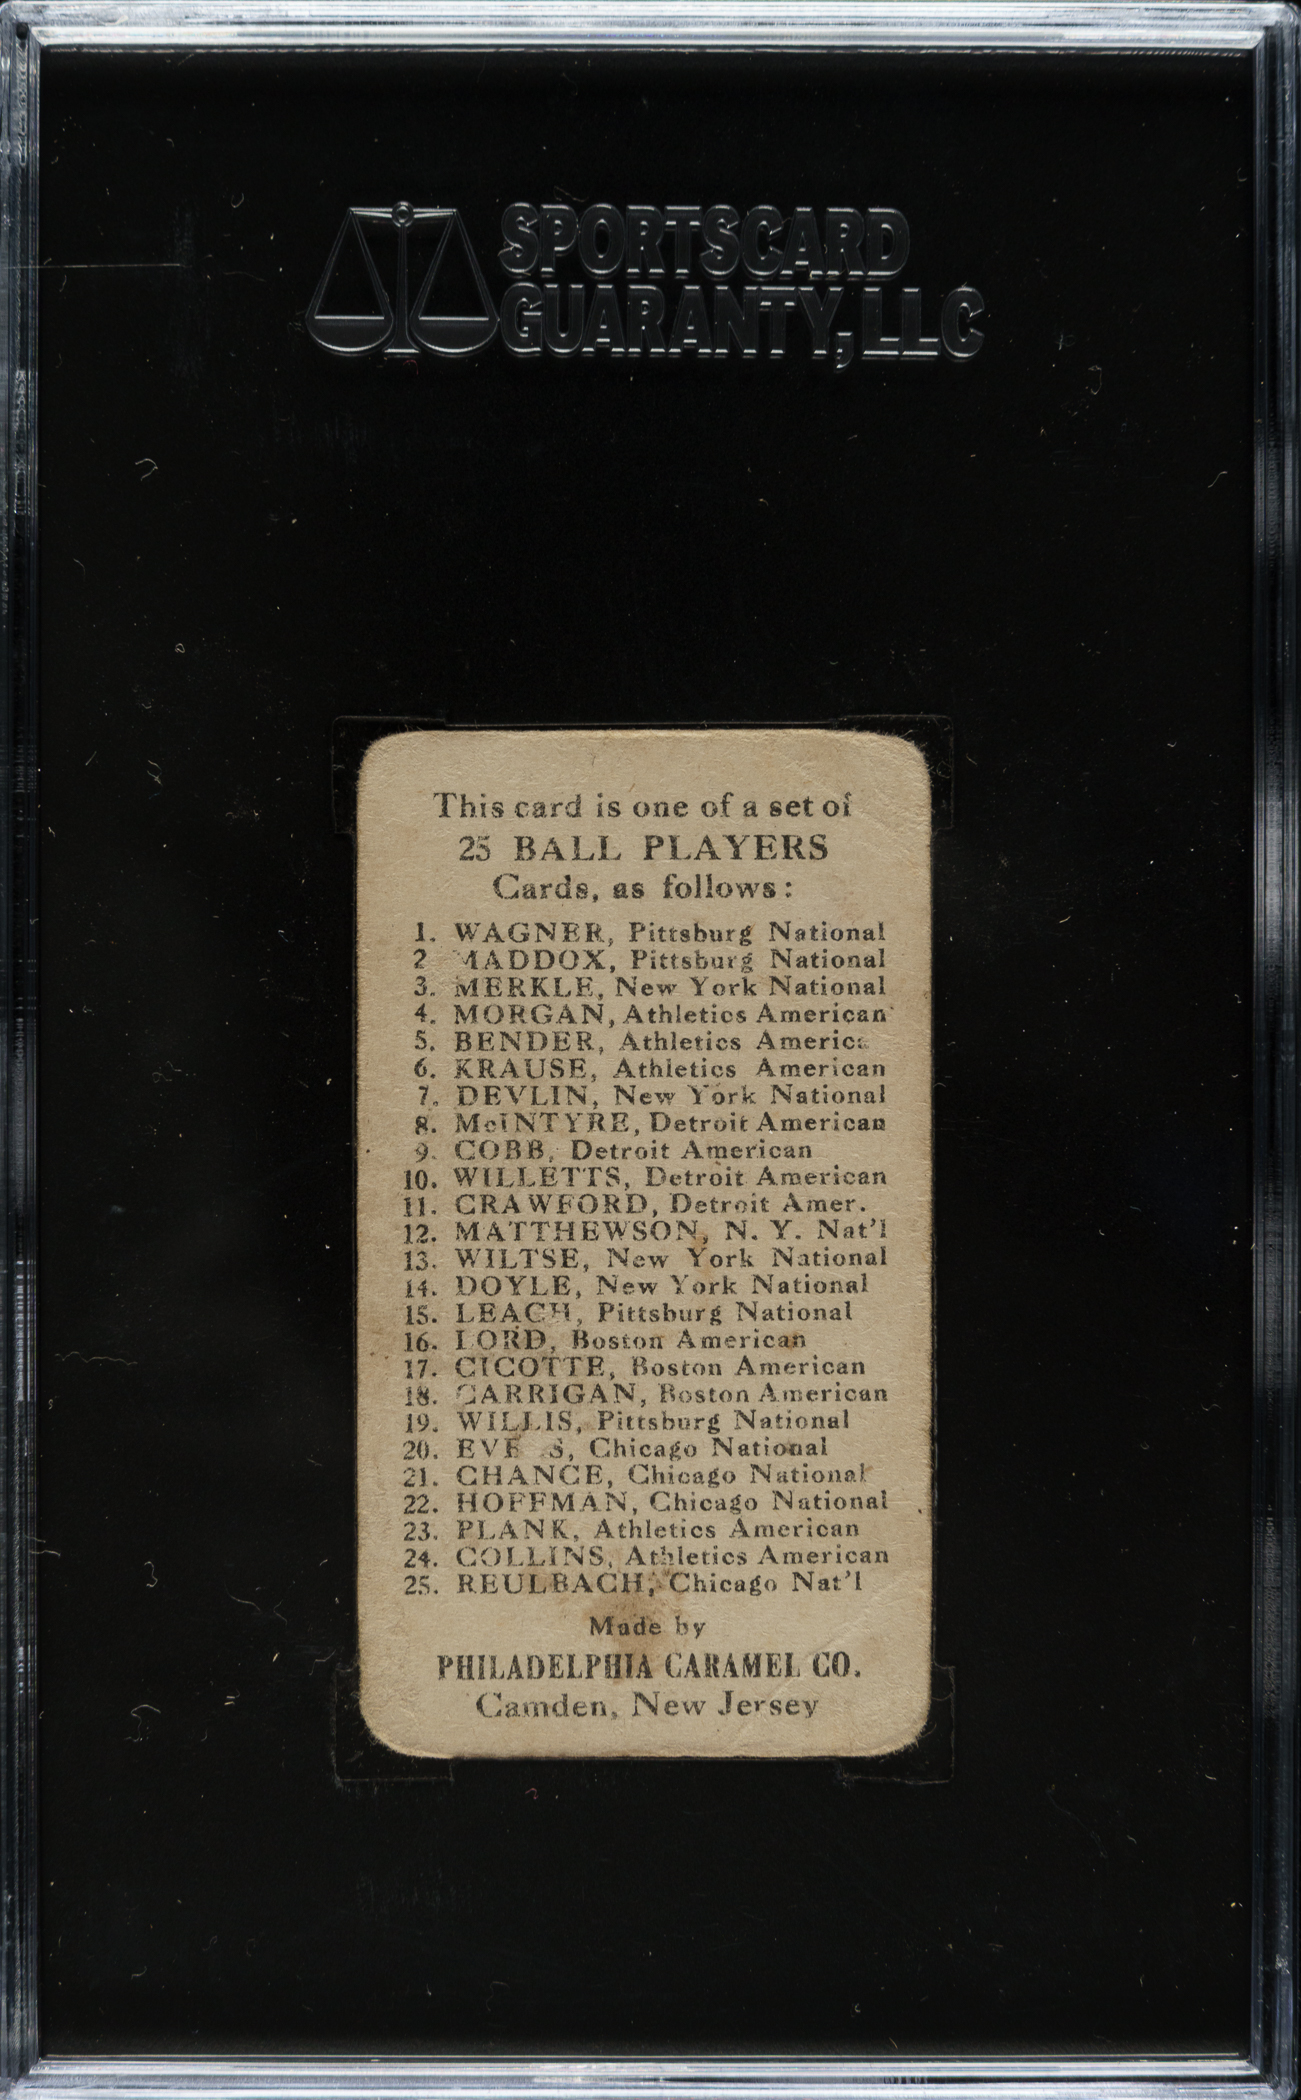 SPORTSCARD
GUARANTY, LLC
This card is one of a set of
25 BALL PLAYERS
Cards, as follows:
1. WAGNER, Pittsburg National
2 MADDOX, Pittsburg National
3. MERKLE, New York National
4. MORGAN, Athletics American
5. BENDER, Athletics America
6. KRAUSE, Athletics American
7. DEVLIN, New York National
8. McINTYRE, Detroit American
9. COBB, Detroit American
10. WILLETTS, Detroit American
11. CRAWFORD, Detroit Amer.
12. MATTHEWSON, N. Y. Nat'l
13. WILTSE, New York National
14. DOYLE, New York National
15. LEACH, Pittsburg National
16. LORD, Boston American
17. CICOTTE, Boston American
18. CARRIGAN, Boston American
19. WILLIS, Pittsburg National
20. EVE S, Chicago National
21. CHANCE, Chicago National
22. HOFFMAN, Chicago National
23. PLANK, Athletics American
24. COLLINS, Athletics American
25. REULBACH, Chicago Nat'l
Made by
PHILADELPHIA CARAMEL CO.
Camden, New Jersey